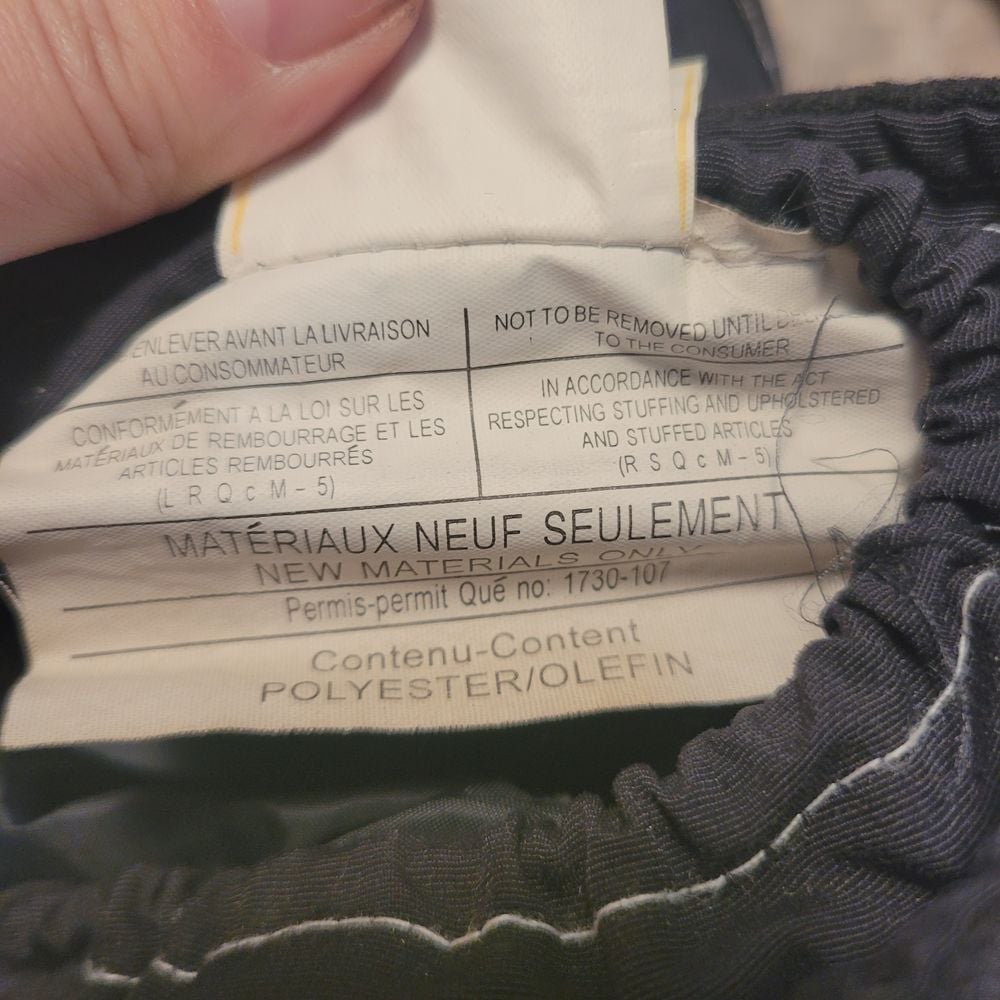 ENLEVER AVANT LA LIVRAISON
AU CONSOMMATEUR
NOT TO BE REMOVED UNTIL
TO THE CONSUMER
CONFORMÉMENT A LA LOI SUR LES
MATÉRIAUX DE REMBOURRAGE ET LES
ARTICLES REMBOURRÉS
(L R Q c M - 5)
IN ACCORDANCE WITH THE ACT
RESPECTING STUFFING AND UPHOLSTERED
AND STUFFED ARTICLES
(R S Q c M - 5)
MATÉRIAUX NEUF SEULEMENT
NEW MATERIALS ONLY
Permis-permit Qué no: 1730-107
Contenu-Content
POLYESTER/OLEFIN